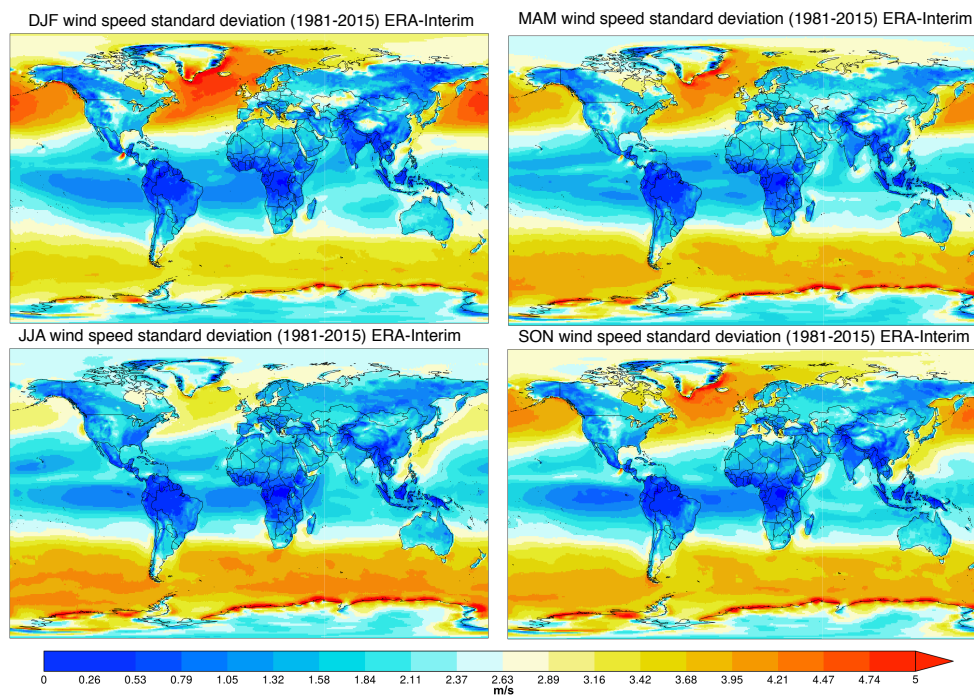 DJF wind speed standard deviation (1981-2015) ERA-Interim
MAM wind speed standard deviation (1981-2015) ERA-Interim
JJA wind speed standard deviation (1981-2015) ERA-Interim
SON wind speed standard deviation (1981-2015) ERA-Interim
0 0.26 0.53 0.79 1.05 1.32 1.58 1.84 2.11 2.37 2.63 2.89 3.16 3.42 3.68 3.95 4.21 4.47 4.74 5
m/s